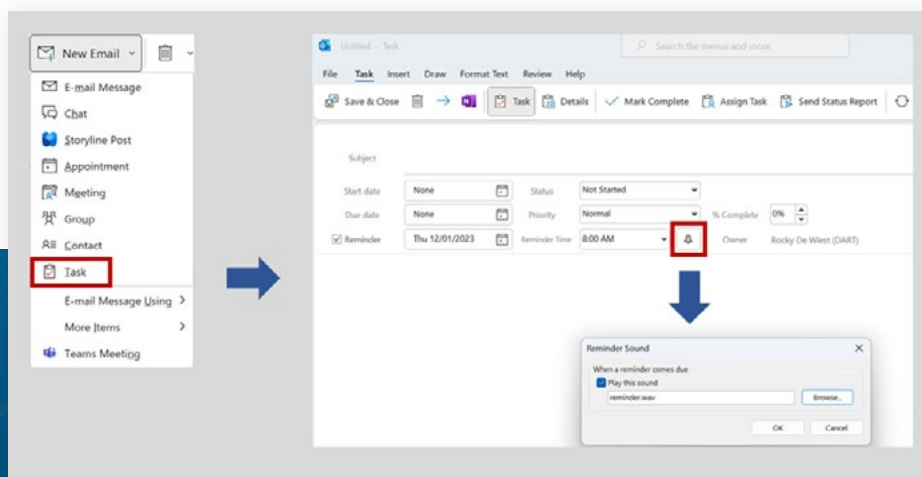 New Email
E-mail Message
Chat
Storyline Post
Appointment
Meeting
Group
Contact
Task
E-mail Message Using
More Items
Teams Meeting
Untitled - Task
Search the menus and more
File Task Insert Draw Format Text Review Help
Save & Close Task Details Mark Complete Assign Task Send Status Report
Subject
Start date None Status Not Started
Due date None Priority Normal % Complete 0%
Reminder Thu 12/01/2023 Reminder Time 8:00 AM Owner Rocky De Wiest (DART)
Reminder Sound
When a reminder comes due
Play this sound
reminder.wav Browse...
OK Cancel